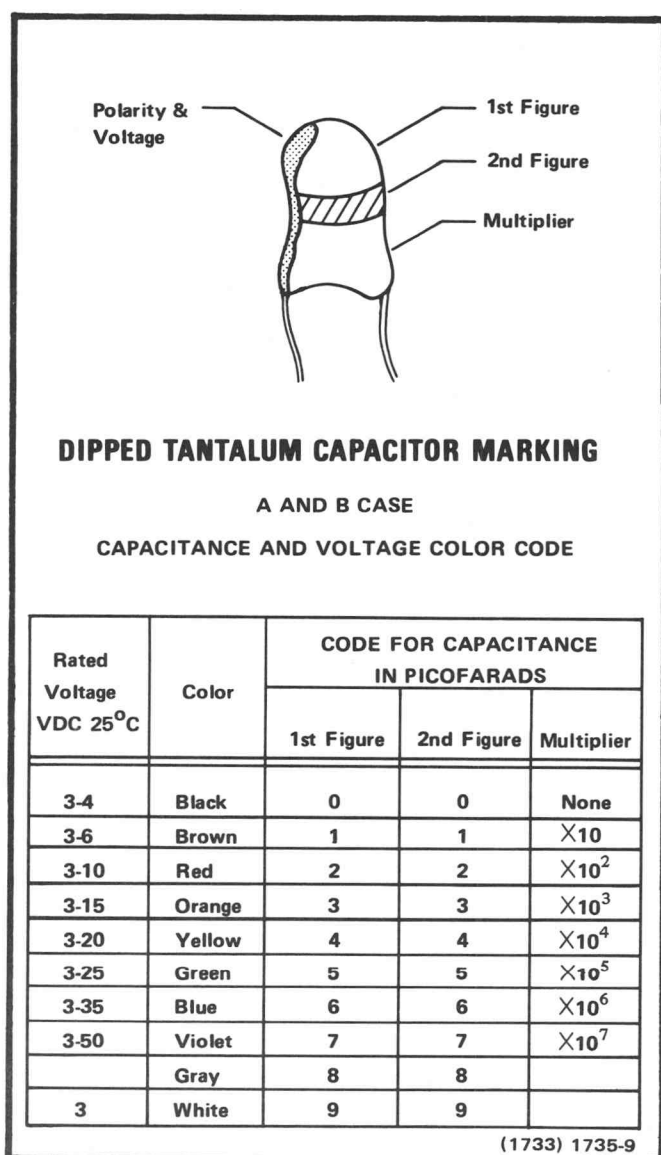 Polarity &
Voltage
1st Figure
2nd Figure
Multiplier
DIPPED TANTALUM CAPACITOR MARKING
A AND B CASE
CAPACITANCE AND VOLTAGE COLOR CODE
Rated
Voltage
VDC 25°C
Color
CODE FOR CAPACITANCE
IN PICOFARADS
1st Figure 2nd Figure Multiplier
3-4 Black 0 0 None
3-6 Brown 1 1 X10
3-10 Red 2 2 X10²
3-15 Orange 3 3 X10³
3-20 Yellow 4 4 X10⁴
3-25 Green 5 5 X10⁵
3-35 Blue 6 6 X10⁶
3-50 Violet 7 7 X10⁷
Gray 8 8
3 White 9 9
(1733) 1735-9